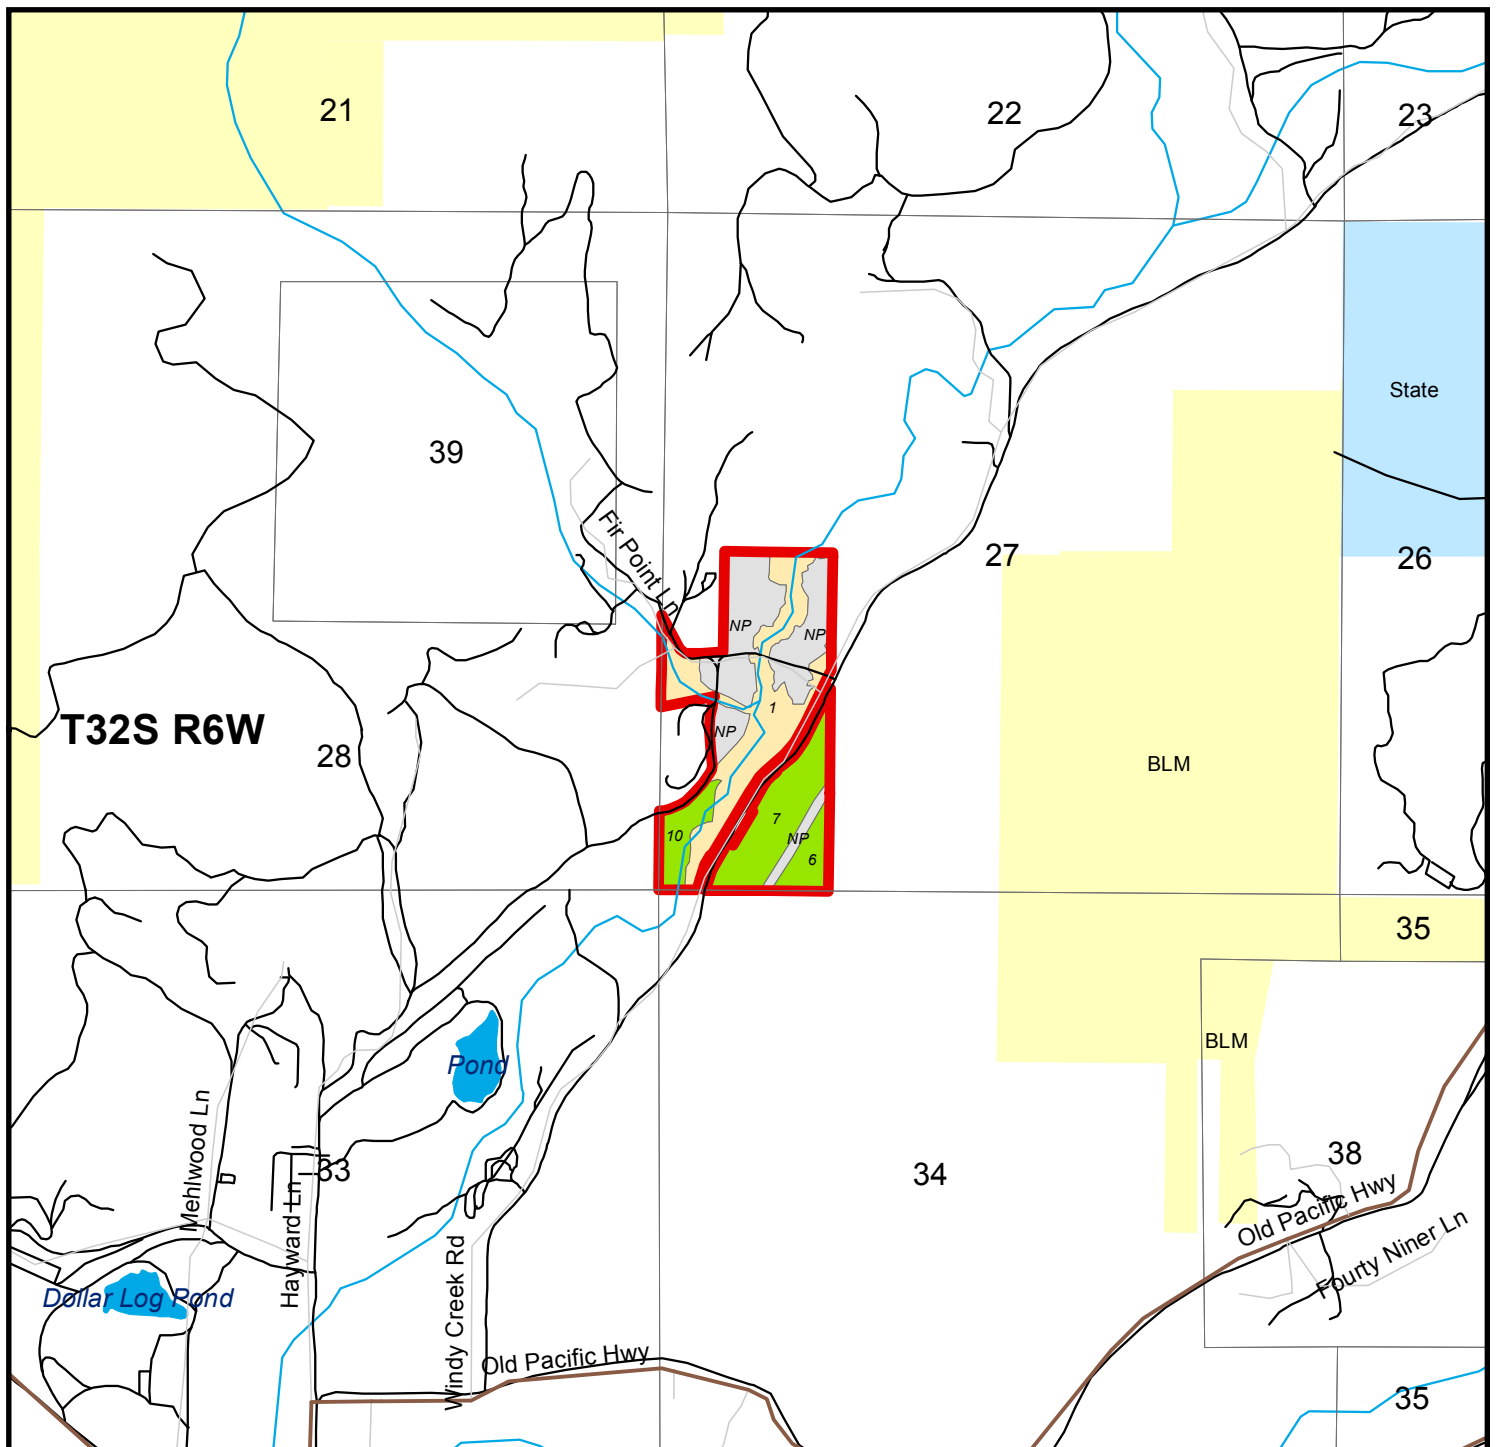 21
22
23
State
39
Fir Point Ln
27
26
NP
NP
T32S R6W
1
28
NP
BLM
7
10
NP
6
35
BLM
Pond
Mehlwood Ln
38
33
34
Hayward Ln
Old Pacific Hwy
Fourty Niner Ln
Windy Creek Rd
Dollar Log Pond
Old Pacific Hwy
35